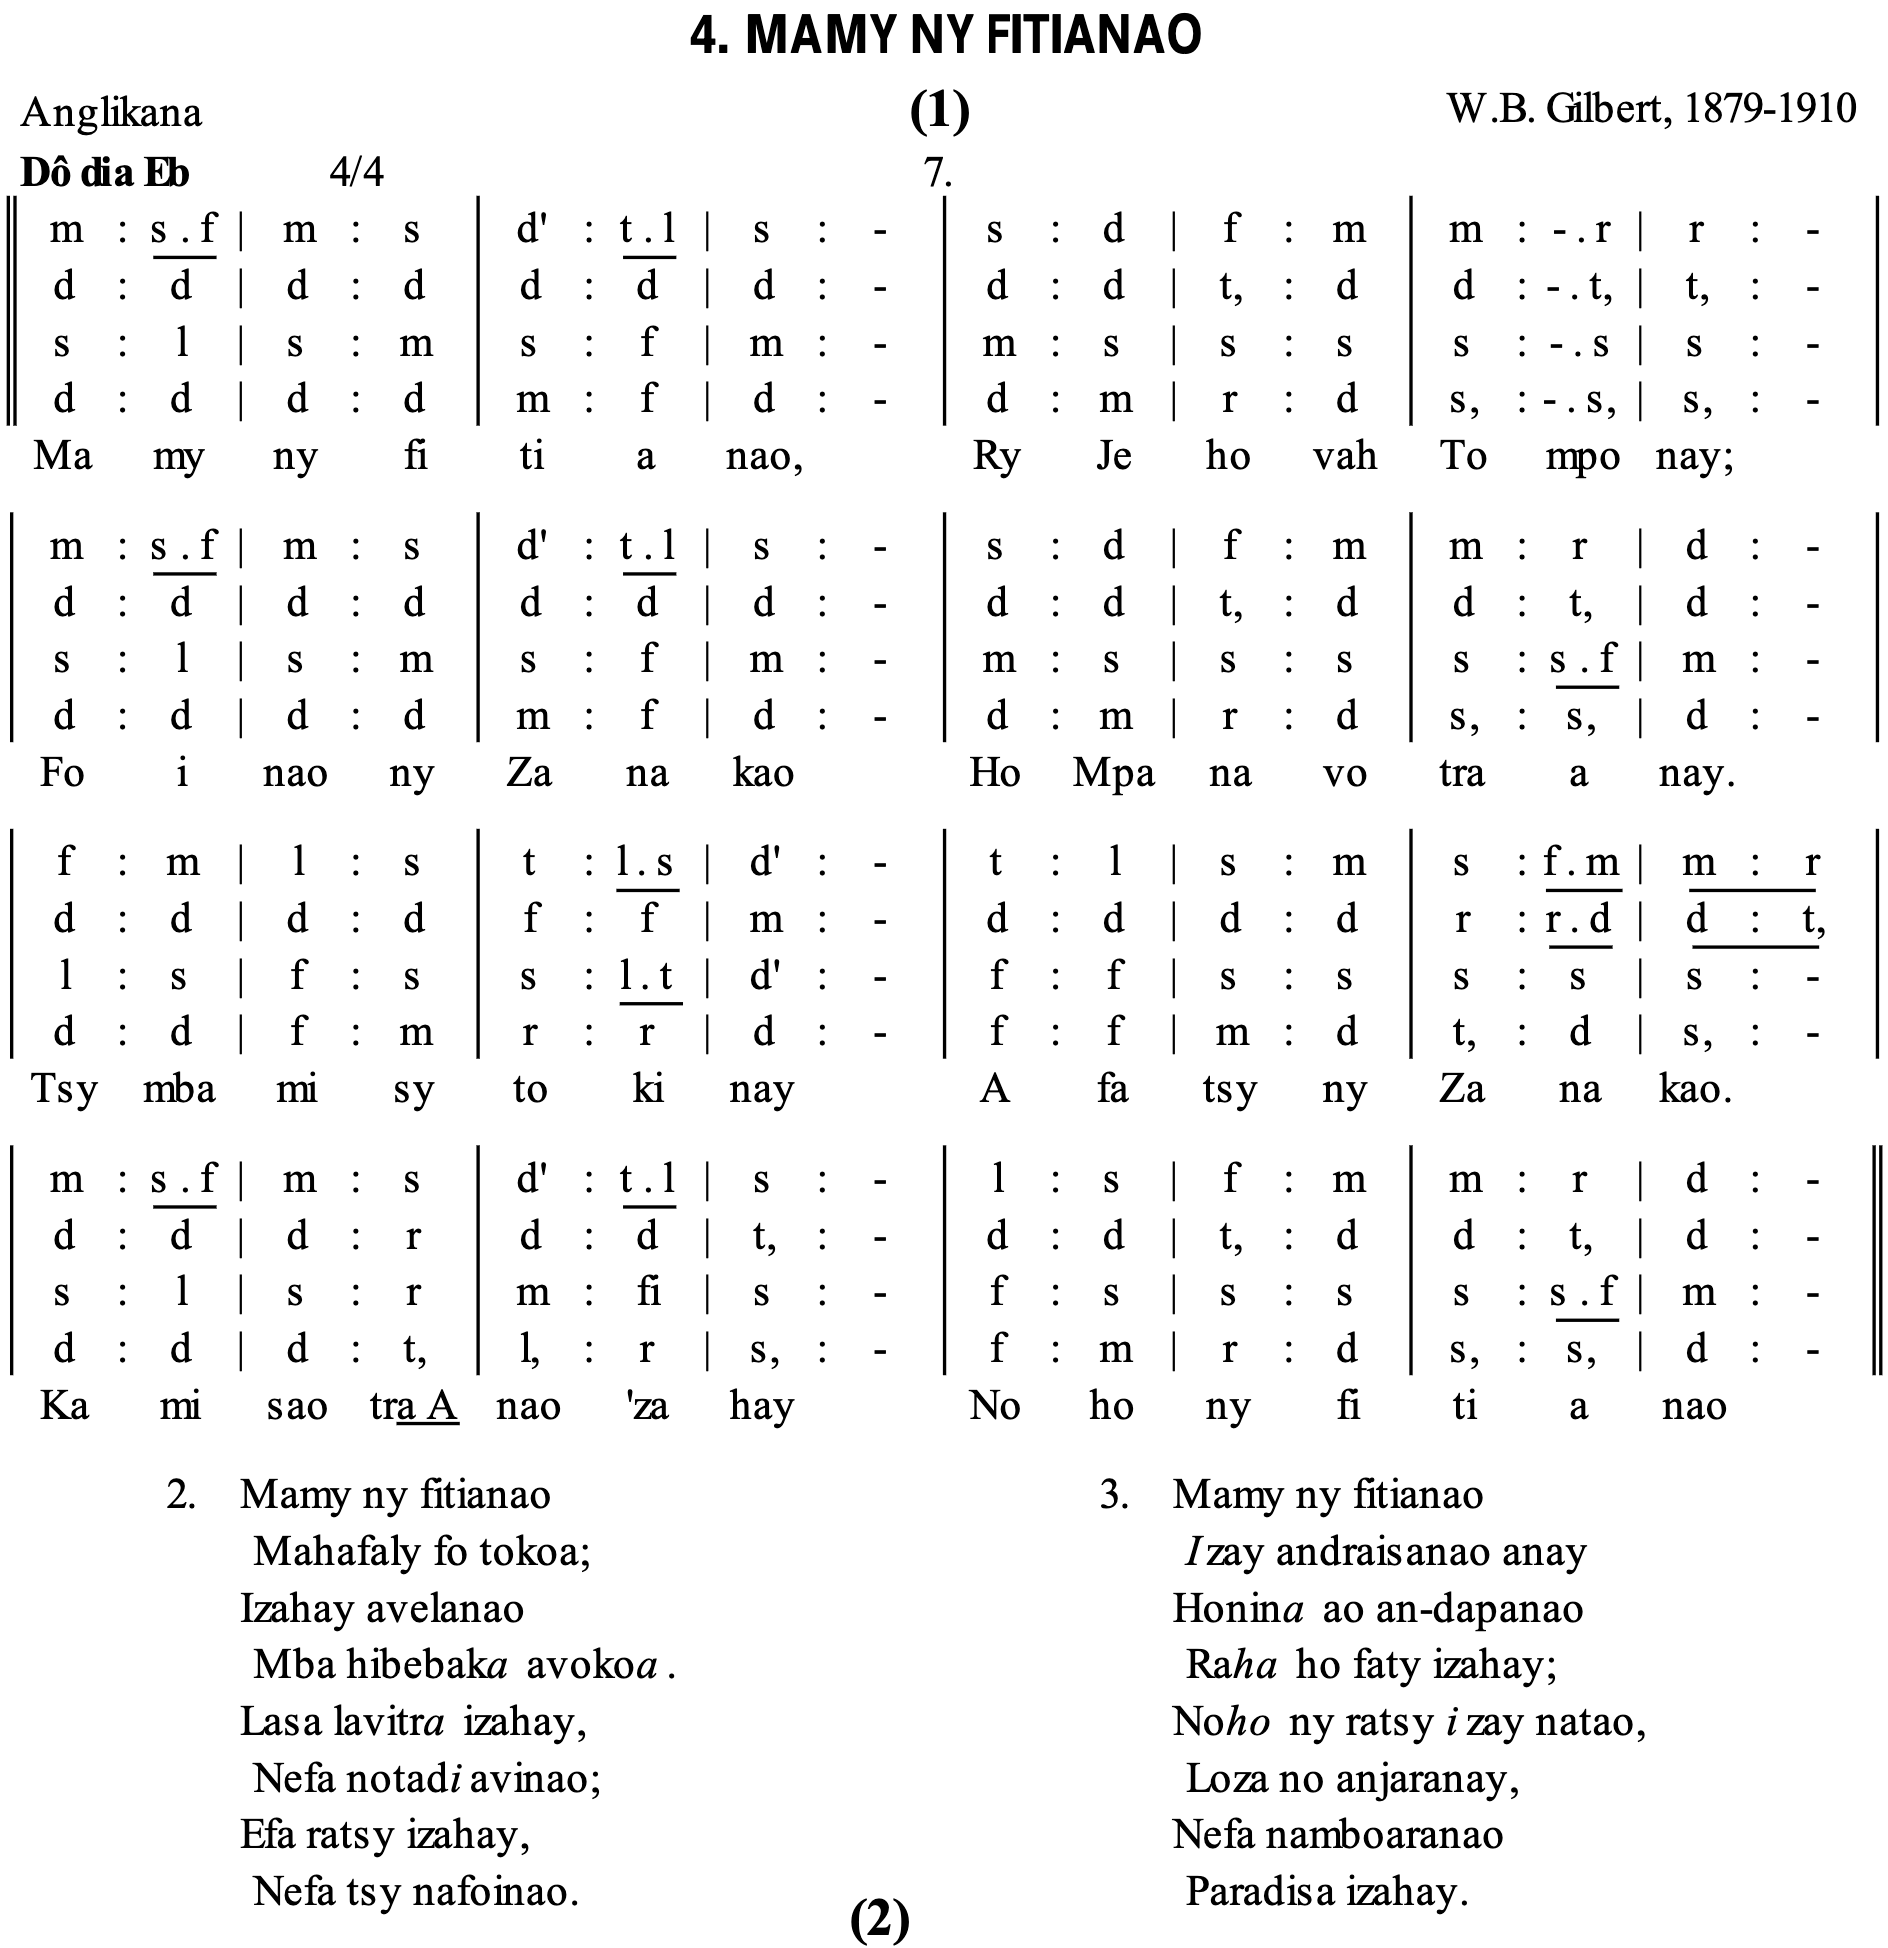 4. MAMY NY FITIANAO
Anglikana (1) W.B. Gilbert, 1879-1910
Dô dia Eb 4/4 7.
m : s . f | m : s | d' : t . l | s : - | s : d | f : m | m : - . r | r : - |
d : d | d : d | d : d | d : - | d : d | t, : d | d : - . t, | t, : - |
s : l | s : m | s : f | m : - | m : s | s : s | s : - . s | s : - |
d : d | d : d | m : f | d : - | d : m | r : d | s, : - . s, | s, : - |
Ma my ny fi ti a nao, Ry Je ho vah To mpo nay;
m : s . f | m : s | d' : t . l | s : - | s : d | f : m | m : r | d : - |
d : d | d : d | d : d | d : - | d : d | t, : d | d : t, | d : - |
s : l | s : m | s : f | m : - | m : s | s : s | s : s . f | m : - |
d : d | d : d | m : f | d : - | d : m | r : d | s, : s, | d : - |
Fo i nao ny Za na kao Ho Mpa na vo tra a nay.
f : m | l : s | t : l . s | d' : - | t : l | s : m | s : f . m | m : r
d : d | d : d | f : f | m : - | d : d | d : d | r : r . d | d : t,
l : s | f : s | s : l . t | d' : - | f : f | s : s | s : s | s : - |
d : d | f : m | r : r | d : - | f : f | m : d | t, : d | s, : - |
Tsy mba mi sy to ki nay A fa tsy ny Za na kao.
m : s . f | m : s | d' : t . l | s : - | l : s | f : m | m : r | d : - ||
d : d | d : r | d : d | t, : - | d : d | t, : d | d : t, | d : - ||
s : l | s : r | m : fi | s : - | f : s | s : s | s : s . f | m : - ||
d : d | d : t, | l, : r | s, : - | f : m | r : d | s, : s, | d : - ||
Ka mi sao tra A nao 'za hay No ho ny fi ti a nao
2. Mamy ny fitianao
Mahafaly fo tokoa;
Izahay avelanao
Mba hibebaka avokoa .
Lasa lavitra izahay,
Nefa notadi avinao;
Efa ratsy izahay,
Nefa tsy nafoinao.
3. Mamy ny fitianao
Izay andraisanao anay
Honina ao an-dapanao
Raha ho faty izahay;
Noho ny ratsy i zay natao,
Loza no anjaranay,
Nefa namboaranao
Paradisa izahay.
(2)